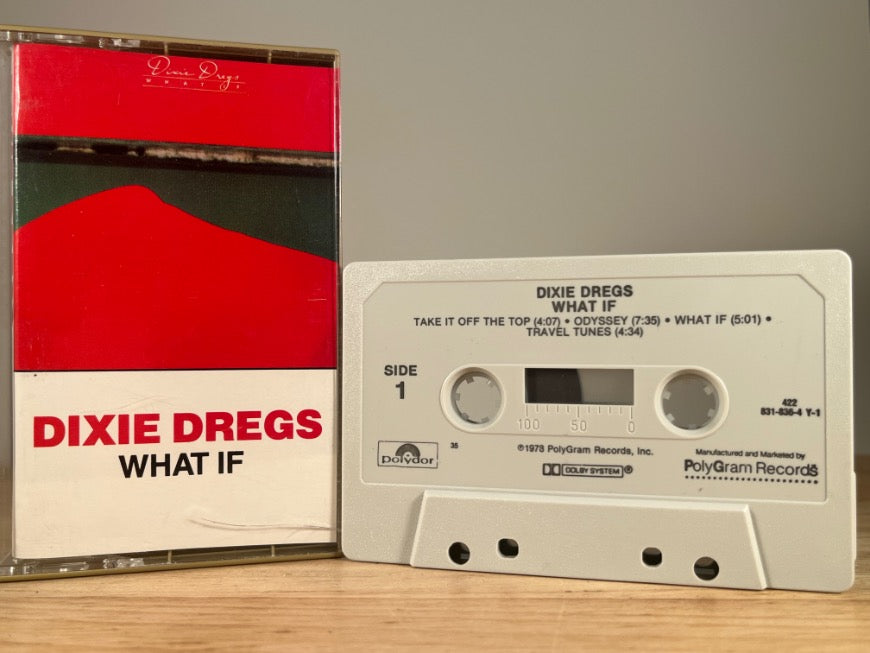 Dixie Dregs
WHAT IF
DIXIE DREGS
WHAT IF
DIXIE DREGS
WHAT IF
TAKE IT OFF THE TOP (4:07) • ODYSSEY (7:35) • WHAT IF (5:01) •
TRAVEL TUNES (4:34)
SIDE
1
100 50 0
422
831-836-4 Y-1
polydor
35
℗1973 PolyGram Records, Inc.
DOLBY SYSTEM ®
Manufactured and Marketed by
PolyGram Records